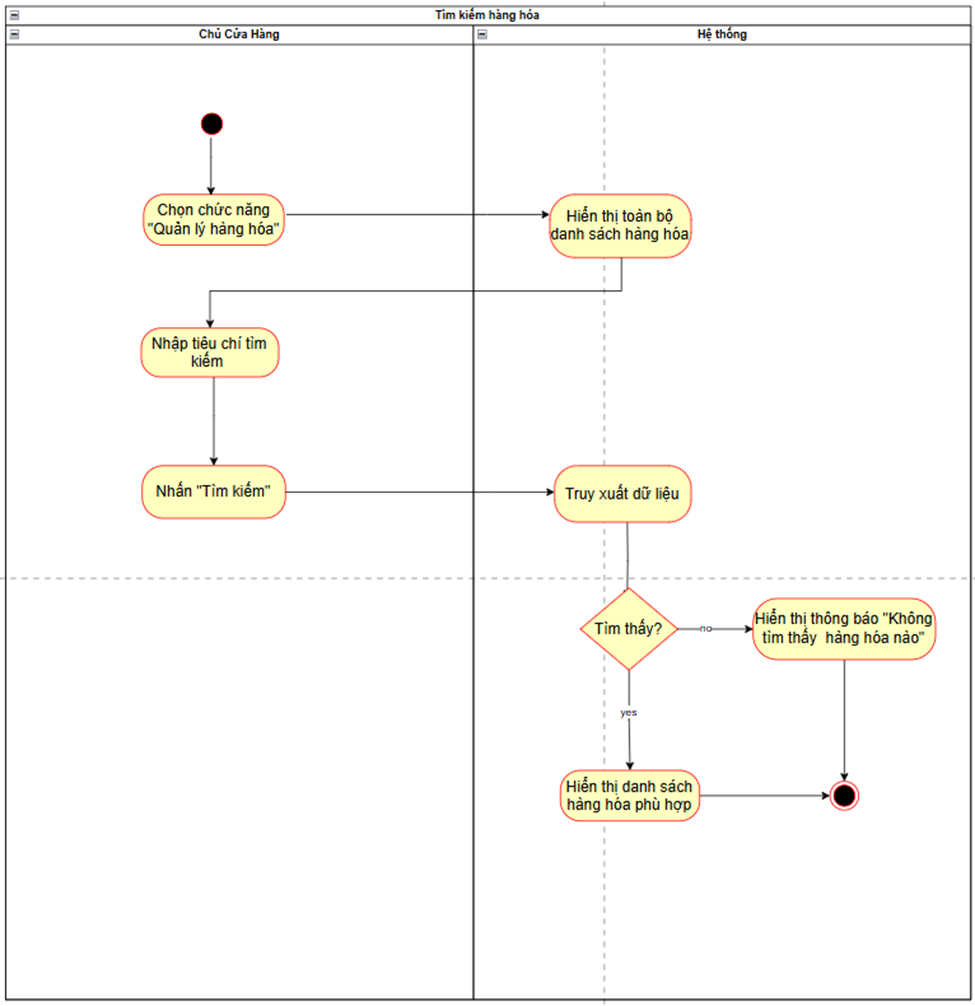 Tìm kiếm hàng hóa
Chủ Cửa Hàng
Hệ thống
Chọn chức năng
"Quản lý hàng hóa"
Hiển thị toàn bộ
danh sách hàng hóa
Nhập tiêu chí tìm
kiếm
Nhấn "Tìm kiếm"
Truy xuất dữ liệu
Tìm thấy?
no
Hiển thị thông báo "Không
tìm thấy hàng hóa nào"
yes
Hiển thị danh sách
hàng hóa phù hợp